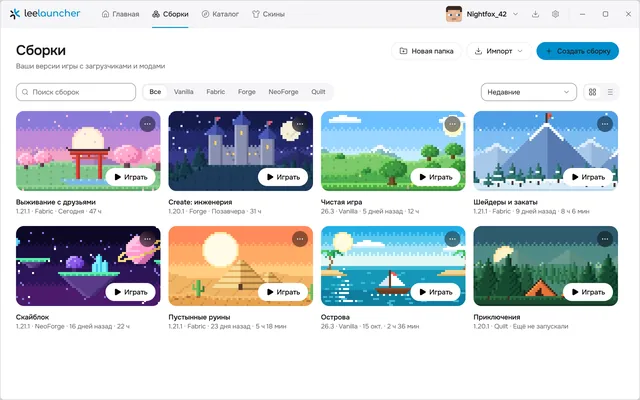 leelauncher
Главная
Сборки
Каталог
Скины
Nightfox_42
Сборки
Ваши версии игры с загрузчиками и модами
Новая папка
Импорт
Создать сборку
Поиск сборок
Все
Vanilla
Fabric
Forge
NeoForge
Quilt
Недавние
Играть
Играть
Играть
Играть
Выживание с друзьями
1.21.1 · Fabric · Сегодня · 47 ч
Create: инженерия
1.20.1 · Forge · Позавчера · 31 ч
Чистая игра
26.3 · Vanilla · 5 дней назад · 12 ч
Шейдеры и закаты
1.21.1 · Fabric · 9 дней назад · 8 ч 6 мин
Играть
Играть
Играть
Играть
Скайблок
1.21.1 · NeoForge · 16 дней назад · 22 ч
Пустынные руины
1.21.1 · Fabric · 23 дня назад · 5 ч 18 мин
Острова
26.3 · Vanilla · 15 окт. · 2 ч 36 мин
Приключения
1.20.1 · Quilt · Ещё не запускали